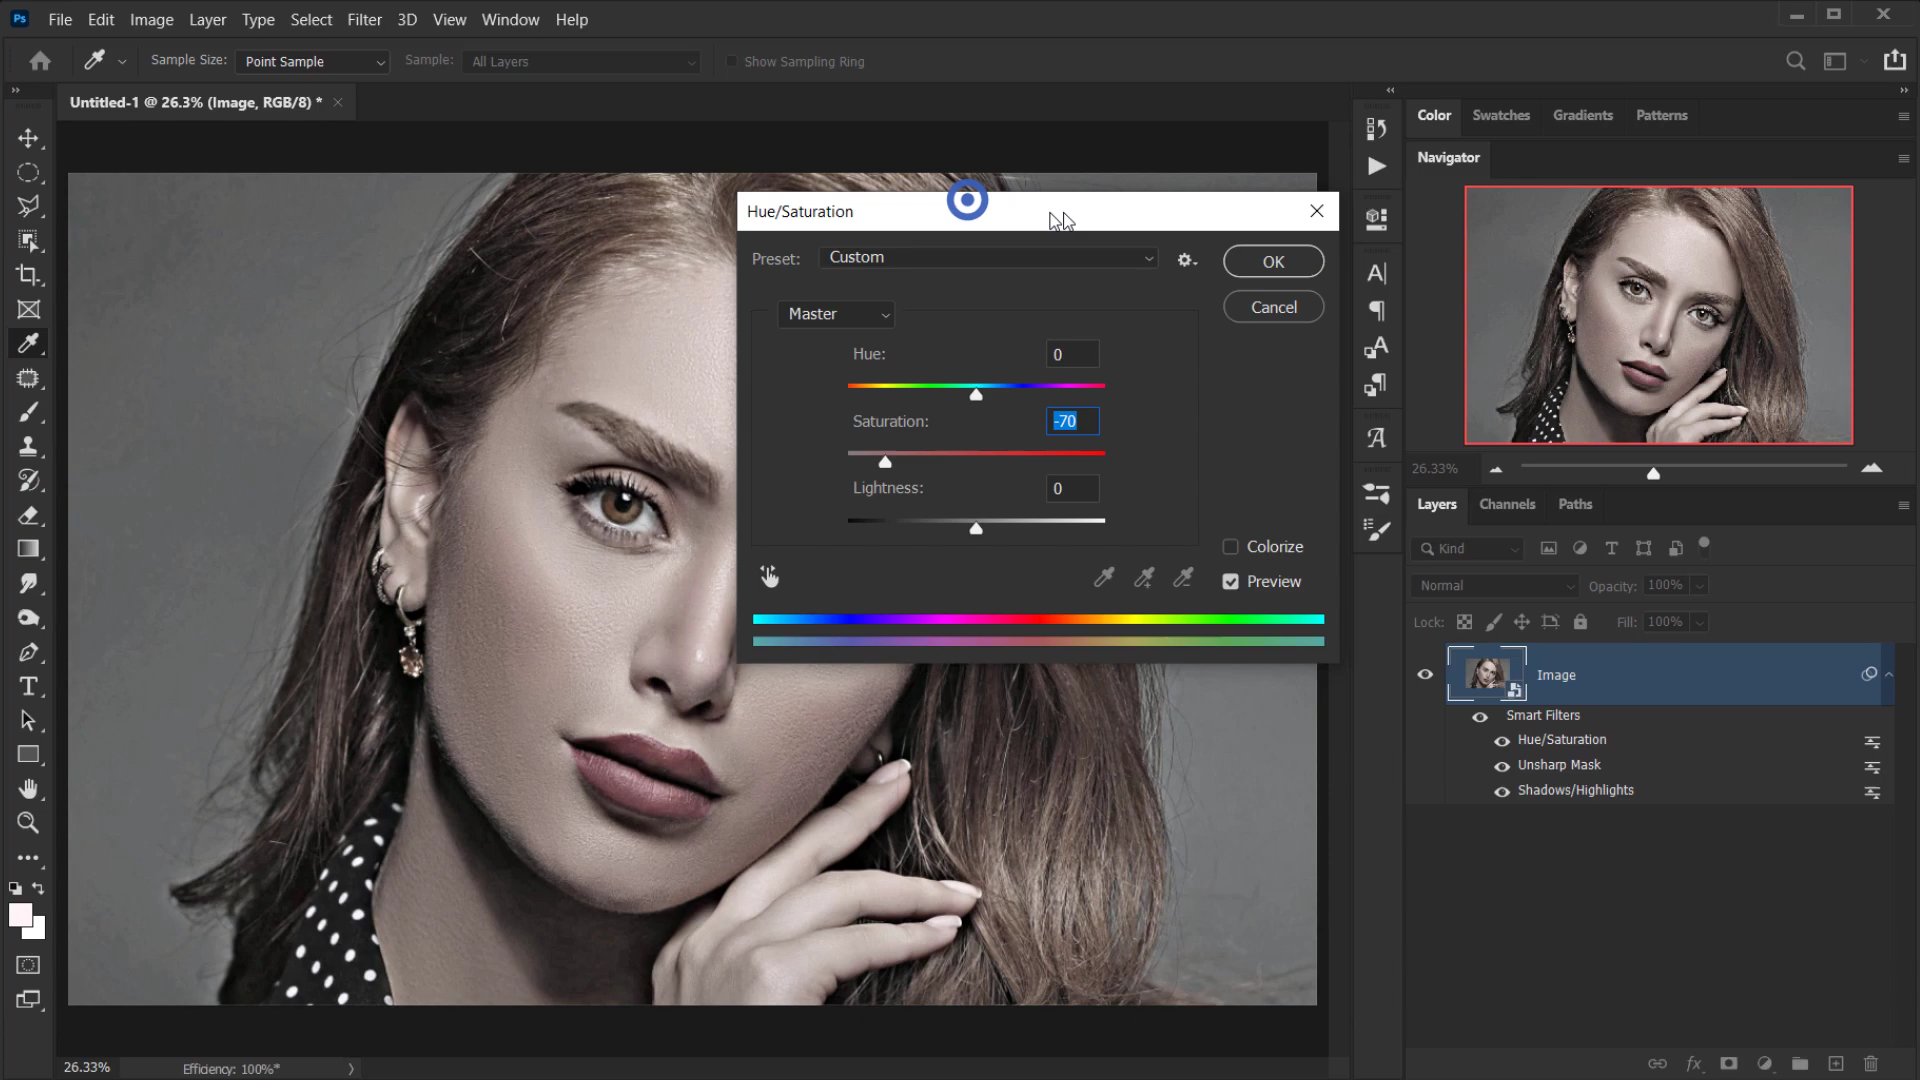 Ps File Edit Image Layer Type Select Filter 3D View Window Help
Sample Size: Point Sample Sample: All Layers Show Sampling Ring
Untitled-1 @ 26.3% (Image, RGB/8) *
Color Swatches Gradients Patterns
Navigator
Hue/Saturation
Preset: Custom
OK
Master
Cancel
Hue: 0
Saturation: -70
Lightness: 0
Colorize
Preview
26.33%
Layers Channels Paths
Kind
Normal Opacity: 100%
Lock: Fill: 100%
Image
Smart Filters
Hue/Saturation
Unsharp Mask
Shadows/Highlights
26.33% Efficiency: 100%*